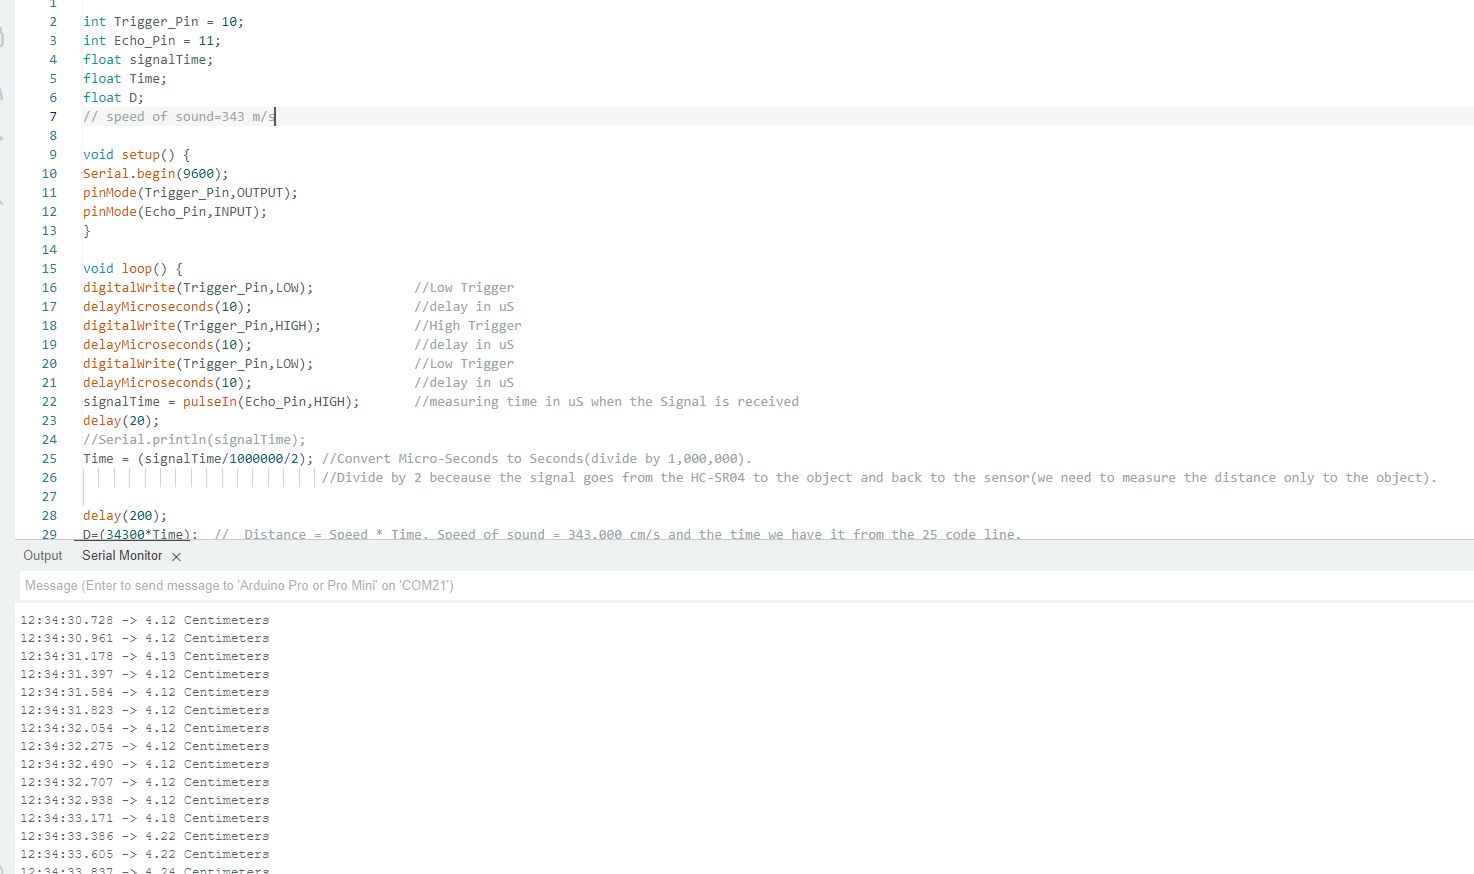 1
2 int Trigger_Pin = 10;
3 int Echo_Pin = 11;
4 float signalTime;
5 float Time;
6 float D;
7 // speed of sound=343 m/s
8
9 void setup() {
10 Serial.begin(9600);
11 pinMode(Trigger_Pin,OUTPUT);
12 pinMode(Echo_Pin,INPUT);
13 }
14
15 void loop() {
16 digitalWrite(Trigger_Pin,LOW); //Low Trigger
17 delayMicroseconds(10); //delay in uS
18 digitalWrite(Trigger_Pin,HIGH); //High Trigger
19 delayMicroseconds(10); //delay in uS
20 digitalWrite(Trigger_Pin,LOW); //Low Trigger
21 delayMicroseconds(10); //delay in uS
22 signalTime = pulseIn(Echo_Pin,HIGH); //measuring time in uS when the Signal is received
23 delay(20);
24 //Serial.println(signalTime);
25 Time = (signalTime/1000000/2); //Convert Micro-Seconds to Seconds(divide by 1,000,000).
26 //Divide by 2 beceause the signal goes from the HC-SR04 to the object and back to the sensor(we need to measure the distance only to the object).
27
28 delay(200);
29 D=(34300*Time); // Distance = Speed * Time. Speed of sound = 343.000 cm/s and the time we have it from the 25 code line.
Output Serial Monitor ×
Message (Enter to send message to 'Arduino Pro or Pro Mini' on 'COM21')
12:34:30.728 -> 4.12 Centimeters
12:34:30.961 -> 4.12 Centimeters
12:34:31.178 -> 4.13 Centimeters
12:34:31.397 -> 4.12 Centimeters
12:34:31.584 -> 4.12 Centimeters
12:34:31.823 -> 4.12 Centimeters
12:34:32.054 -> 4.12 Centimeters
12:34:32.275 -> 4.12 Centimeters
12:34:32.490 -> 4.12 Centimeters
12:34:32.707 -> 4.12 Centimeters
12:34:32.938 -> 4.12 Centimeters
12:34:33.171 -> 4.18 Centimeters
12:34:33.386 -> 4.22 Centimeters
12:34:33.605 -> 4.22 Centimeters
12:34:33.837 -> 4.24 Centimeters